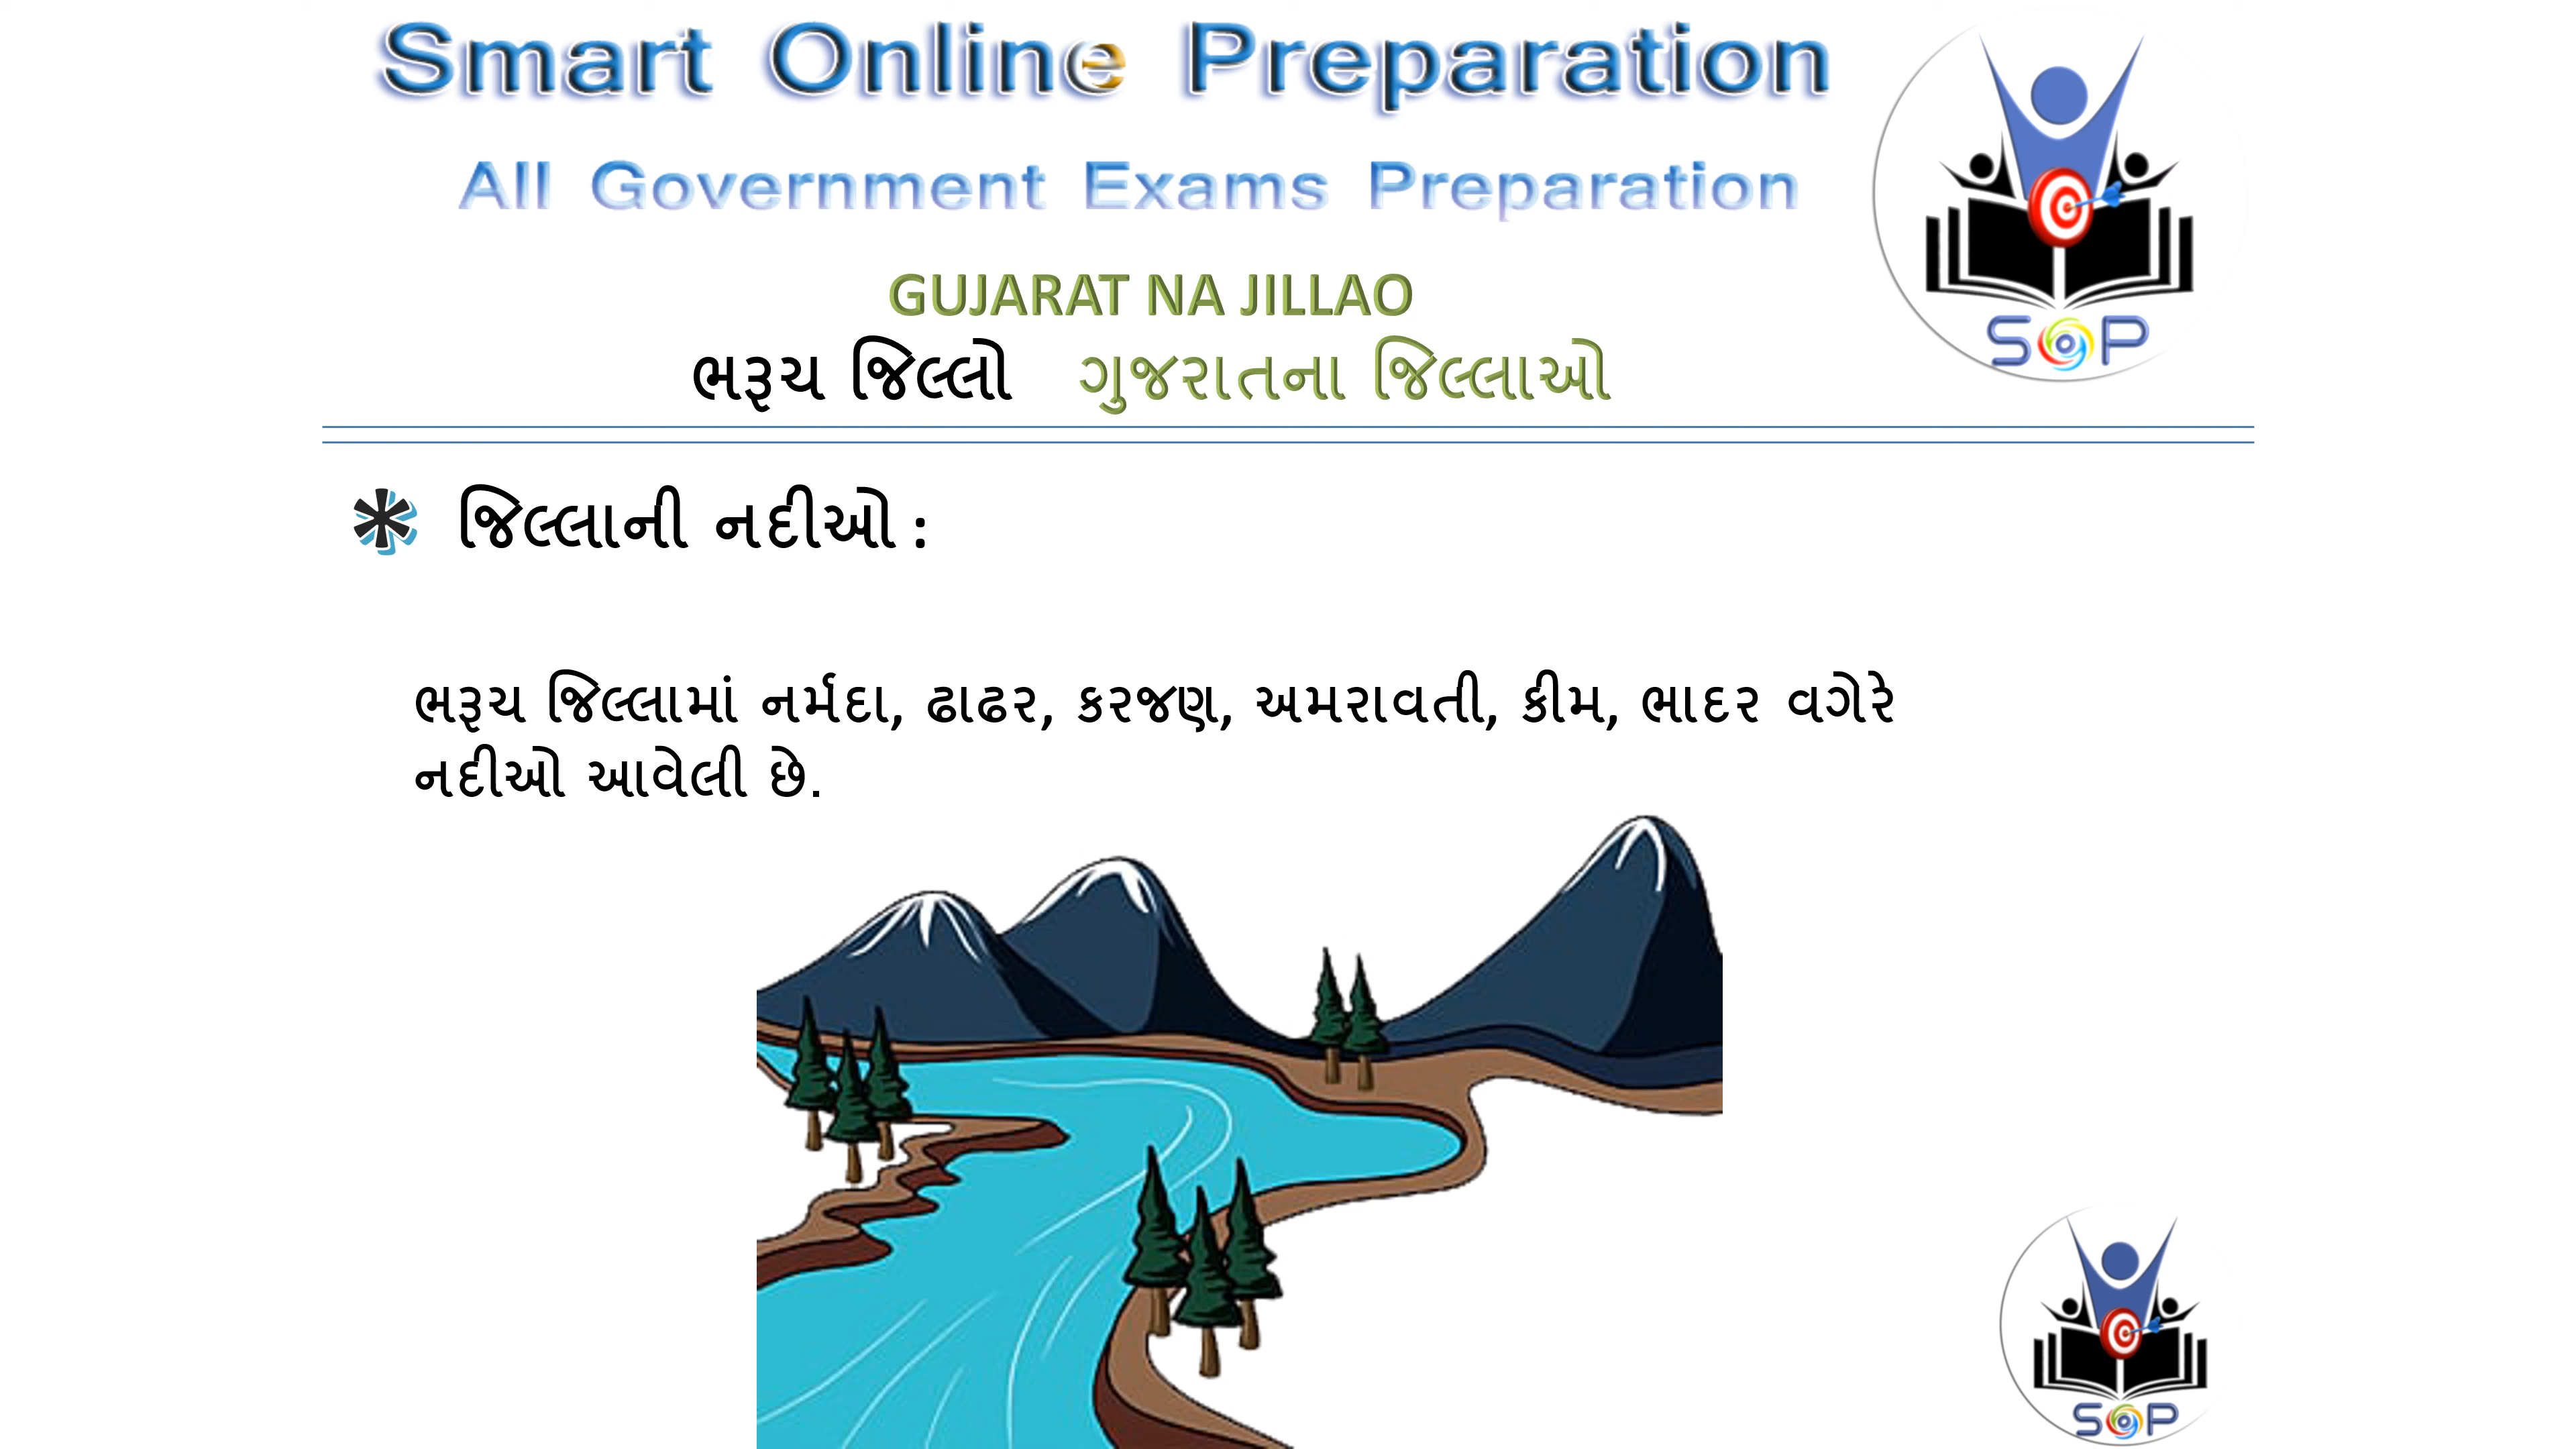 Smart Online Preparation
All Government Exams Preparation
GUJARAT NA JILLAO
ભરૂચ જિલ્લો ગુજરાતના જિલ્લાઓ
SOP
જિલ્લાની નદીઓ :
ભરૂચ જિલ્લામાં નર્મદા, ઢાઢર, કરજણ, અમરાવતી, કીમ, ભાદર વગેરે
નદીઓ આવેલી છે.
SOP